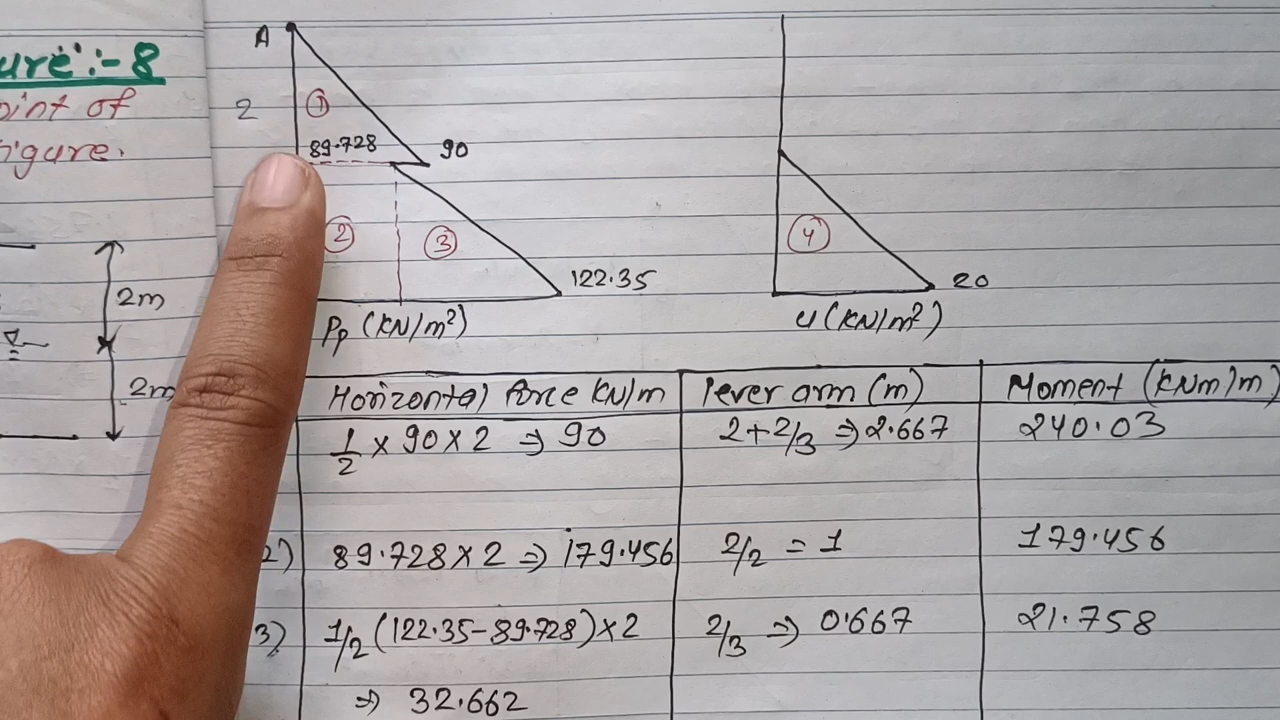 ure :- 8
oint of
igure.
A
2
①
89.728
90
②
③
122.35
Pp (KN/m²)
④
20
U (KN/m²)
2m
2m
Horizontal force KN/m
lever arm (m)
Moment (KNm/m)
1/2 × 90 × 2 ⇒ 90
2+2/3 ⇒ 2.667
240.03
2)
89.728 × 2 ⇒ 179.456
2/2 = 1
179.456
3)
1/2 (122.35-89.728) × 2
2/3 ⇒ 0.667
21.758
⇒ 32.662